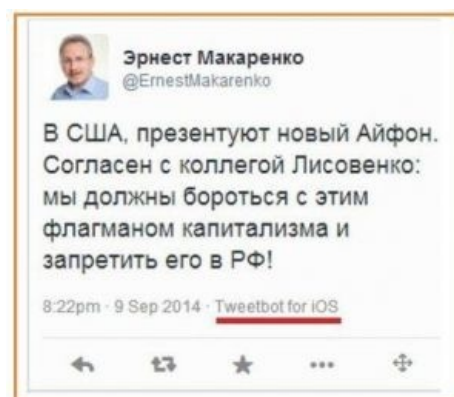 Эрнест Макаренко
@ErnestMakarenko
В США, презентуют новый Айфон.
Согласен с коллегой Лисовенко:
мы должны бороться с этим
флагманом капитализма и
запретить его в РФ!
8:22pm · 9 Sep 2014 · Tweetbot for iOS